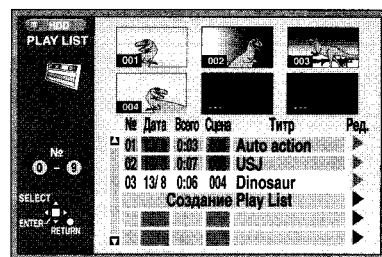 HDD
PLAY LIST
001
002
003
004
--- ---
№ Дата Всего Сцена Титр Ред.
01 0:03 Auto action
02 0:07 USJ
03 13/8 0:06 004 Dinosaur
Создание Play List
№
0 - 9
SELECT
ENTER
RETURN